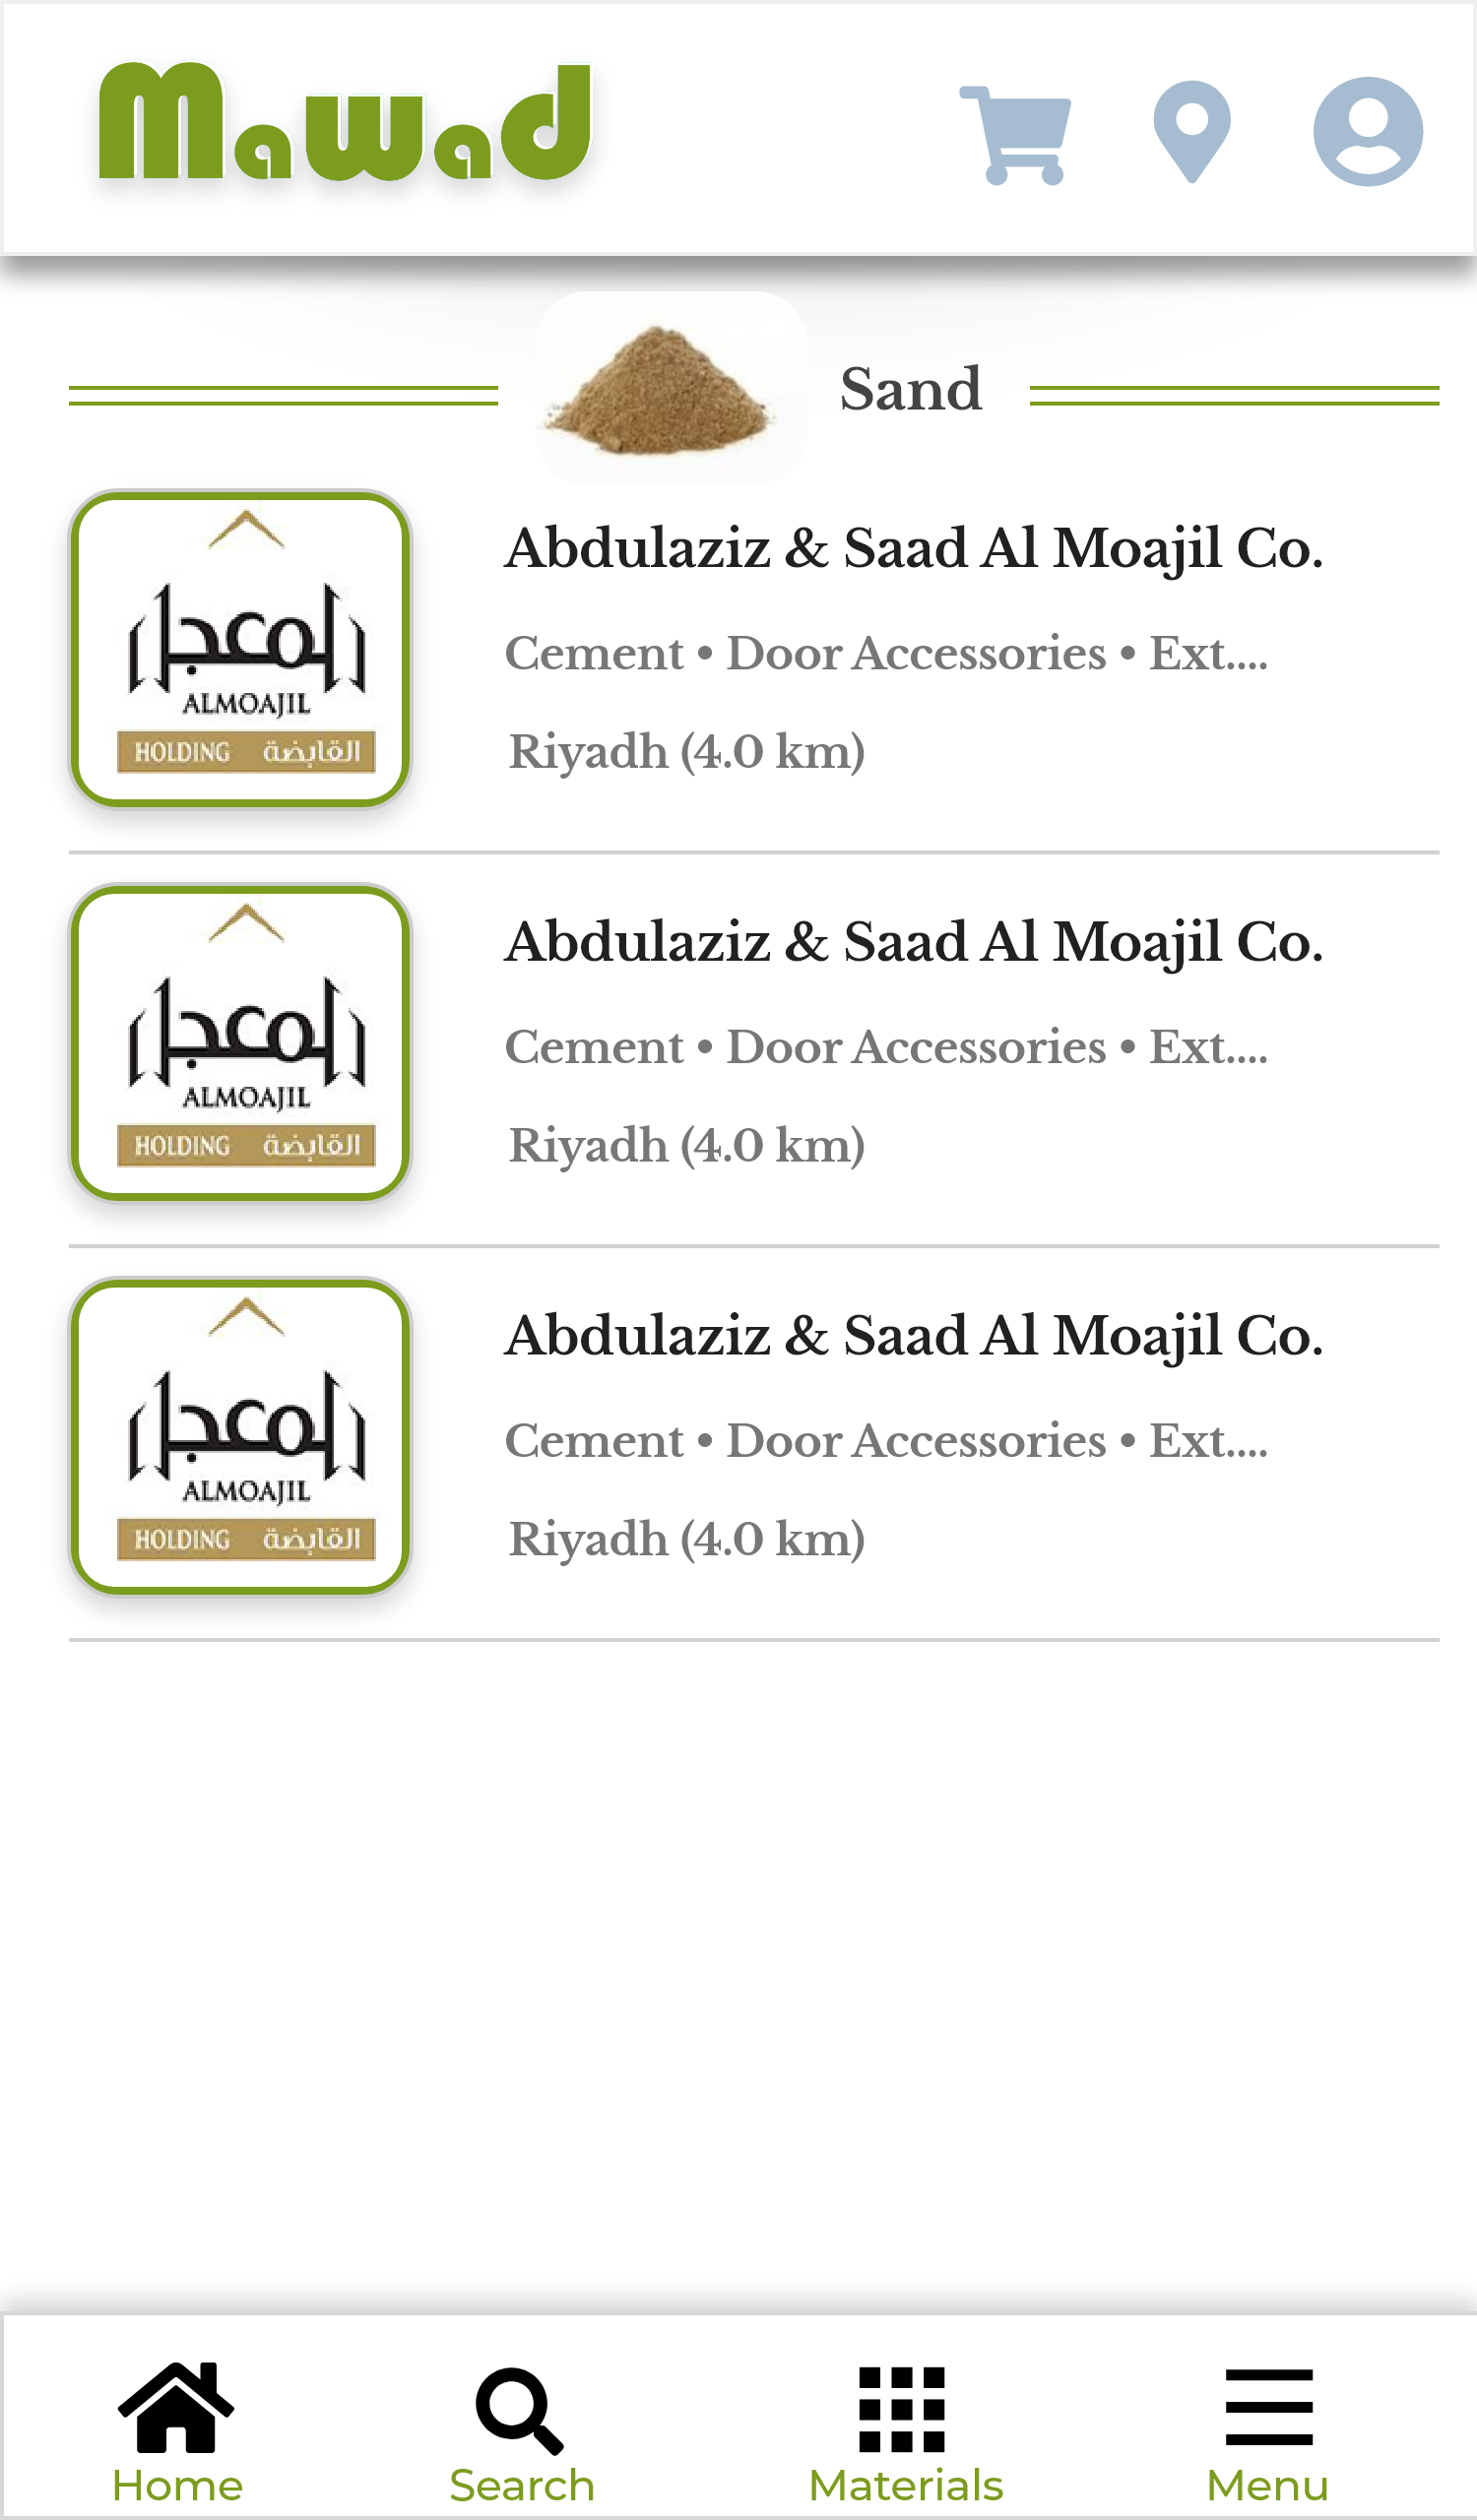 Mawad
Sand
المعجل
ALMOAJIL
HOLDING القابضة
Abdulaziz & Saad Al Moajil Co.
Cement • Door Accessories • Ext....
Riyadh (4.0 km)
المعجل
ALMOAJIL
HOLDING القابضة
Abdulaziz & Saad Al Moajil Co.
Cement • Door Accessories • Ext....
Riyadh (4.0 km)
المعجل
ALMOAJIL
HOLDING القابضة
Abdulaziz & Saad Al Moajil Co.
Cement • Door Accessories • Ext....
Riyadh (4.0 km)
Home Search Materials Menu